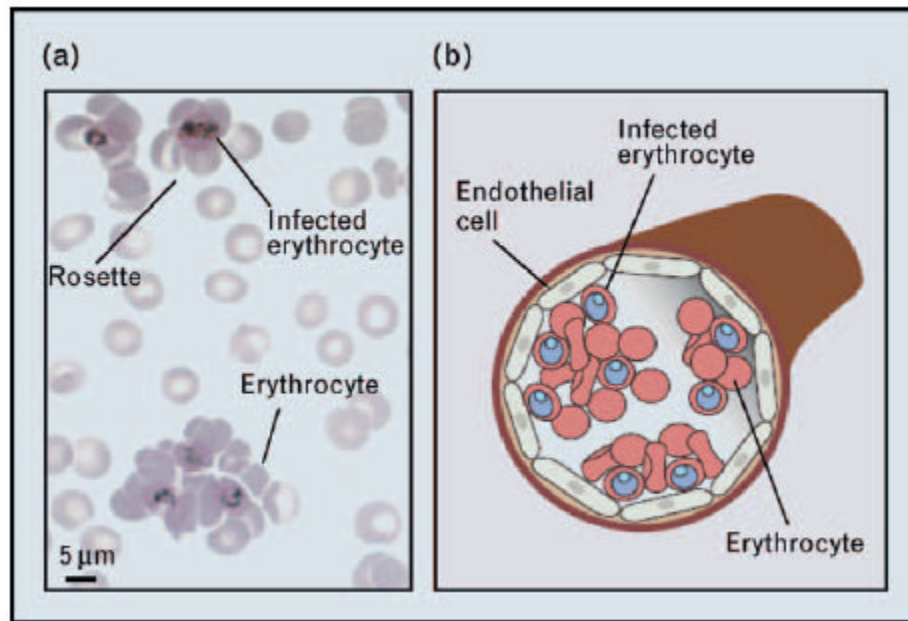 (a)
Infected
erythrocyte
Rosette
Erythrocyte
5 μm
(b)
Infected
erythrocyte
Endothelial
cell
Erythrocyte